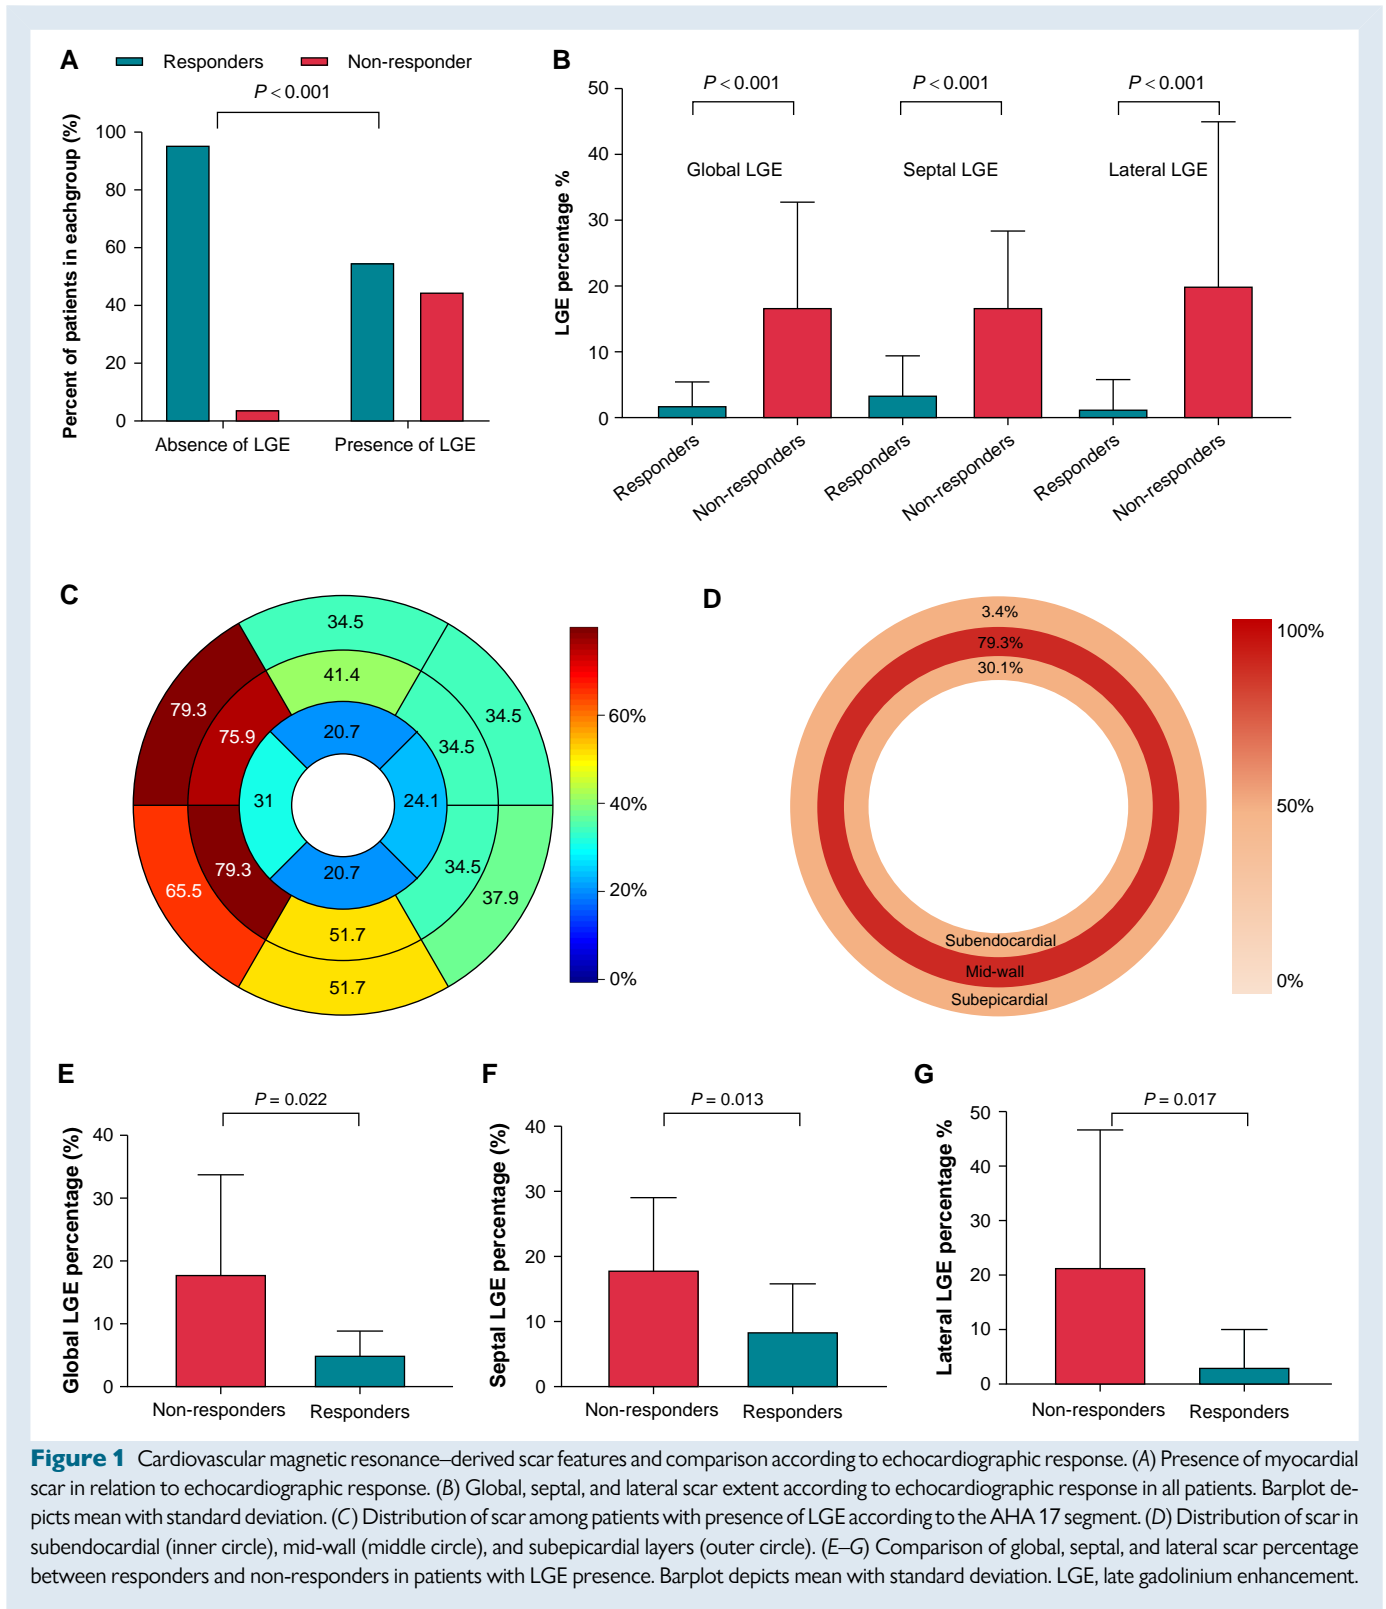 A
Responders
Non-responder
P < 0.001
Percent of patients in eachgroup (%)
100
80
60
40
20
0
Absence of LGE
Presence of LGE
B
P < 0.001
P < 0.001
P < 0.001
Global LGE
Septal LGE
Lateral LGE
LGE percentage %
50
40
30
20
10
0
Responders
Non-responders
Responders
Non-responders
Responders
Non-responders
C
34.5
41.4
79.3
34.5
75.9
20.7
34.5
31
24.1
79.3
20.7
34.5
65.5
37.9
51.7
51.7
60%
40%
20%
0%
D
3.4%
79.3%
30.1%
Subendocardial
Mid-wall
Subepicardial
100%
50%
0%
E
P = 0.022
Global LGE percentage (%)
40
30
20
10
0
Non-responders
Responders
F
P = 0.013
Septal LGE percentage (%)
40
30
20
10
0
Non-responders
Responders
G
P = 0.017
Lateral LGE percentage %
50
40
30
20
10
0
Non-responders
Responders
Figure 1 Cardiovascular magnetic resonance–derived scar features and comparison according to echocardiographic response. (A) Presence of myocardial
scar in relation to echocardiographic response. (B) Global, septal, and lateral scar extent according to echocardiographic response in all patients. Barplot de-
picts mean with standard deviation. (C) Distribution of scar among patients with presence of LGE according to the AHA 17 segment. (D) Distribution of scar in
subendocardial (inner circle), mid-wall (middle circle), and subepicardial layers (outer circle). (E–G) Comparison of global, septal, and lateral scar percentage
between responders and non-responders in patients with LGE presence. Barplot depicts mean with standard deviation. LGE, late gadolinium enhancement.